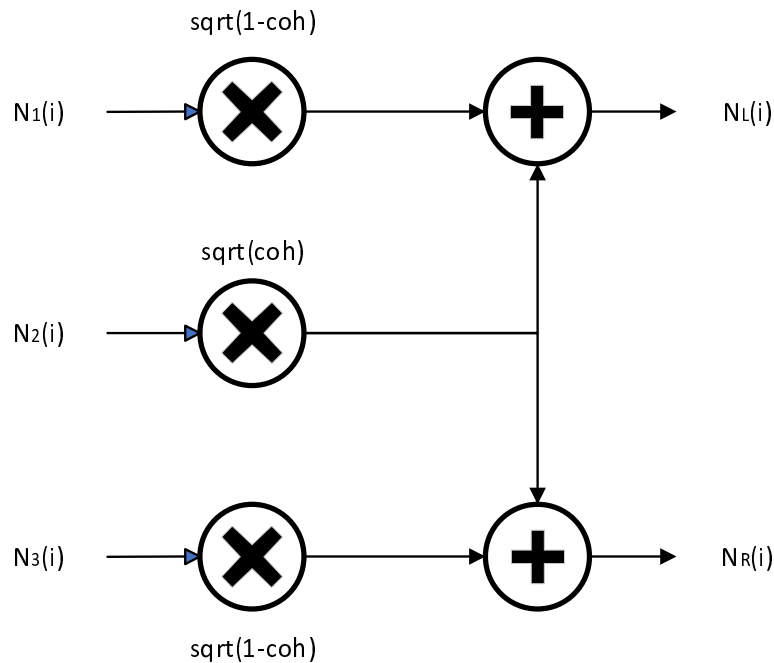 sqrt(1-coh)
N1(i)
NL(i)
sqrt(coh)
N2(i)
N3(i)
NR(i)
sqrt(1-coh)